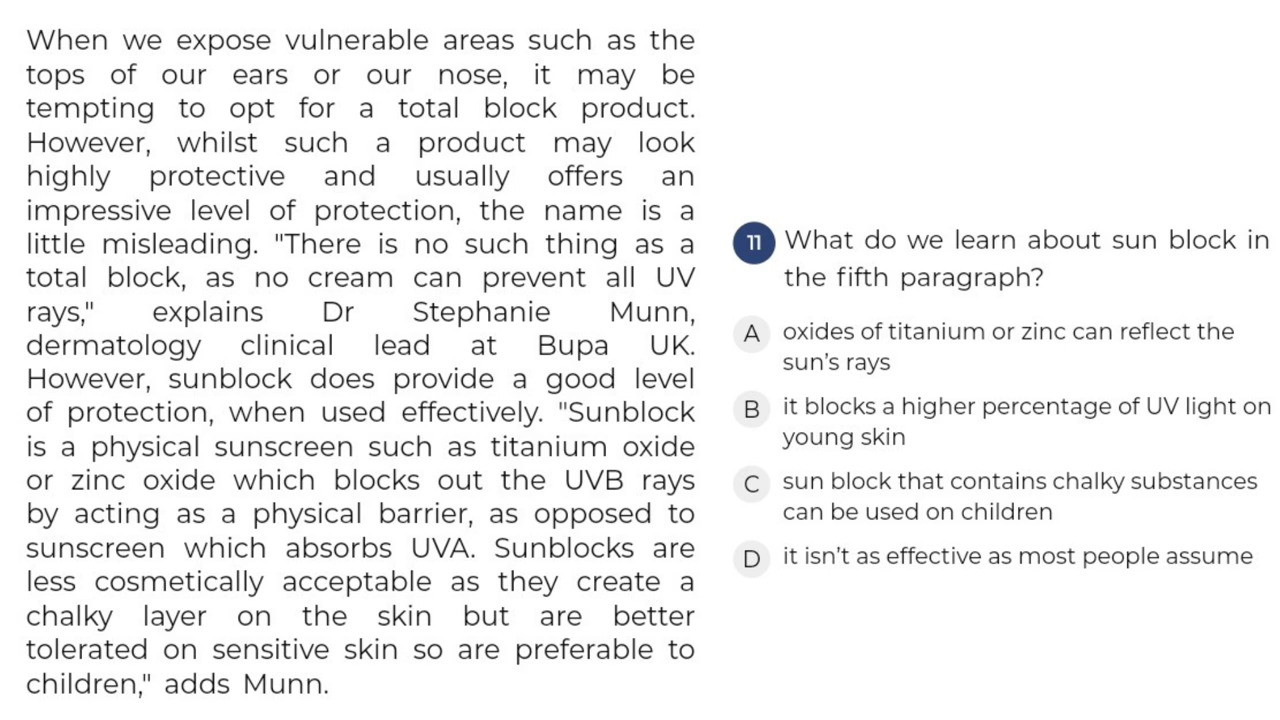 When we expose vulnerable areas such as the
tops of our ears or our nose, it may be
tempting to opt for a total block product.
However, whilst such a product may look
highly protective and usually offers an
impressive level of protection, the name is a
little misleading. "There is no such thing as a
total block, as no cream can prevent all UV
rays," explains Dr Stephanie Munn,
dermatology clinical lead at Bupa UK.
However, sunblock does provide a good level
of protection, when used effectively. "Sunblock
is a physical sunscreen such as titanium oxide
or zinc oxide which blocks out the UVB rays
by acting as a physical barrier, as opposed to
sunscreen which absorbs UVA. Sunblocks are
less cosmetically acceptable as they create a
chalky layer on the skin but are better
tolerated on sensitive skin so are preferable to
children," adds Munn.
11 What do we learn about sun block in
the fifth paragraph?
A oxides of titanium or zinc can reflect the
sun's rays
B it blocks a higher percentage of UV light on
young skin
C sun block that contains chalky substances
can be used on children
D it isn't as effective as most people assume